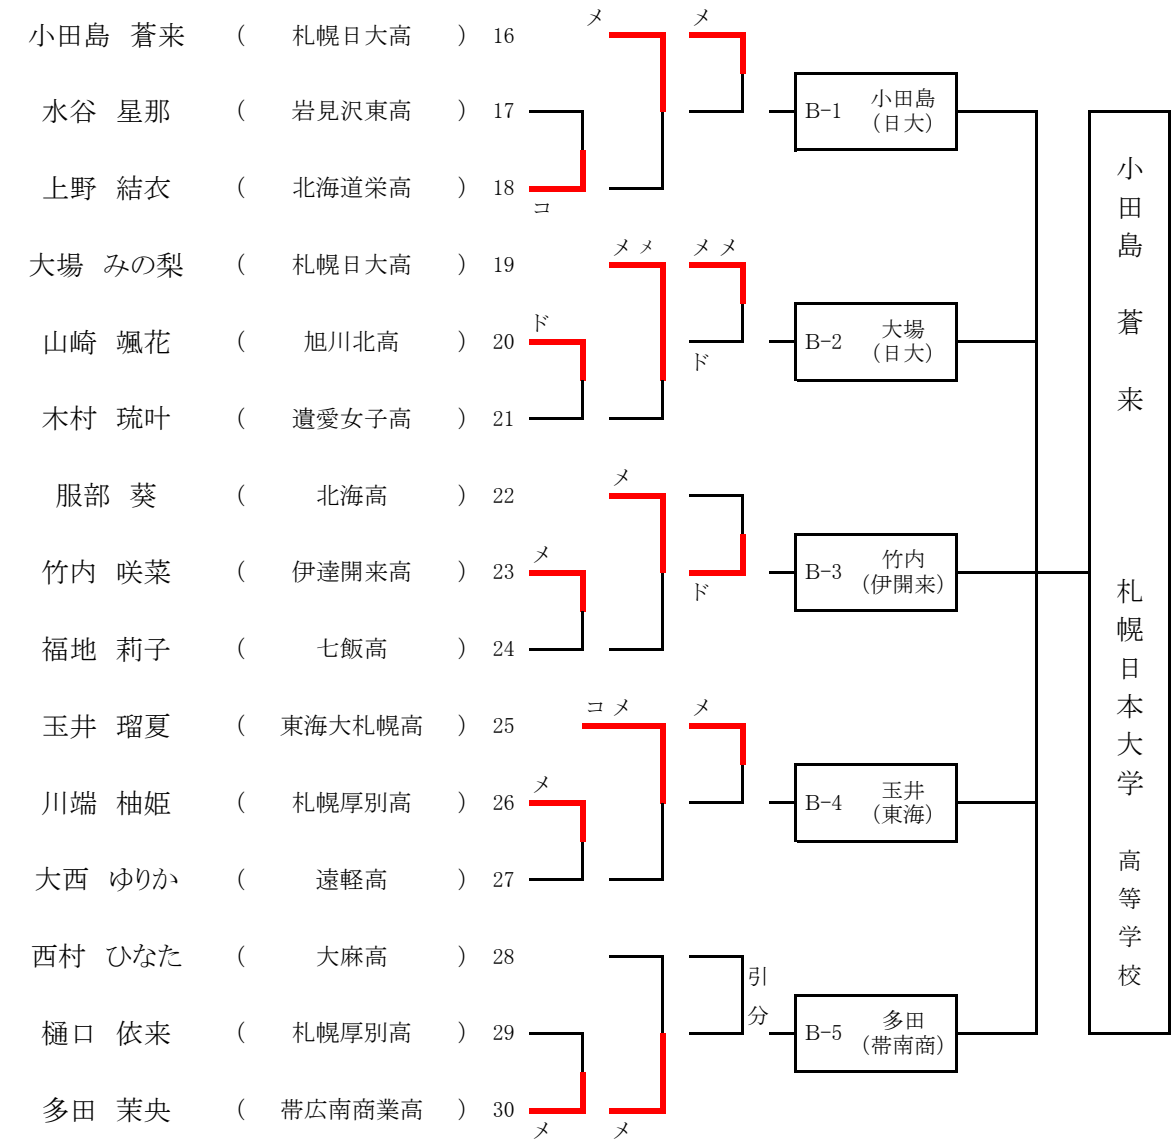 メ メ
小田島 蒼来 ( 札幌日大高 ) 16
水谷 星那 ( 岩見沢東高 ) 17
上野 結衣 ( 北海道栄高 ) 18
コ
B-1 小田島
(日大)
メメ メメ
大場 みの梨 ( 札幌日大高 ) 19
ド
山崎 颯花 ( 旭川北高 ) 20
ド
木村 琉叶 ( 遺愛女子高 ) 21
B-2 大場
(日大)
メ
服部 葵 ( 北海高 ) 22
メ
竹内 咲菜 ( 伊達開来高 ) 23
ド
福地 莉子 ( 七飯高 ) 24
B-3 竹内
(伊開来)
コメ メ
玉井 瑠夏 ( 東海大札幌高 ) 25
メ
川端 柚姫 ( 札幌厚別高 ) 26
大西 ゆりか ( 遠軽高 ) 27
B-4 玉井
(東海)
西村 ひなた ( 大麻高 ) 28
引分
樋口 依来 ( 札幌厚別高 ) 29
多田 茉央 ( 帯広南商業高 ) 30
メ メ
B-5 多田
(帯南商)
小田島 蒼 来 札幌日本大学 高等学校